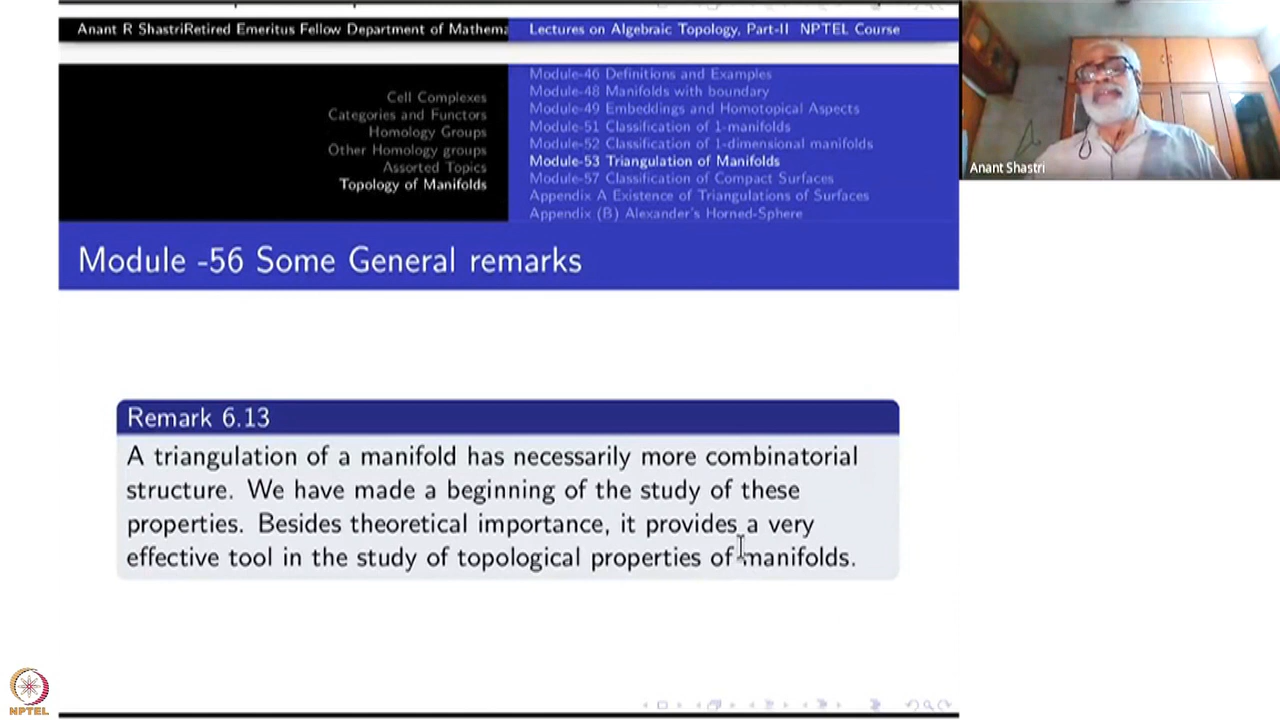 Anant R ShastriRetired Emeritus Fellow Department of Mathema
Lectures on Algebraic Topology, Part-II NPTEL Course
Cell Complexes
Categories and Functors
Homology Groups
Other Homology groups
Assorted Topics
Topology of Manifolds
Module-46 Definitions and Examples
Module-48 Manifolds with boundary
Module-49 Embeddings and Homotopical Aspects
Module-51 Classification of 1-manifolds
Module-52 Classification of 1-dimensional manifolds
Module-53 Triangulation of Manifolds
Module-57 Classification of Compact Surfaces
Appendix A Existence of Triangulations of Surfaces
Appendix (B) Alexander's Horned-Sphere
Anant Shastri
Module -56 Some General remarks
Remark 6.13
A triangulation of a manifold has necessarily more combinatorial
structure. We have made a beginning of the study of these
properties. Besides theoretical importance, it provides a very
effective tool in the study of topological properties of manifolds.
NPTEL